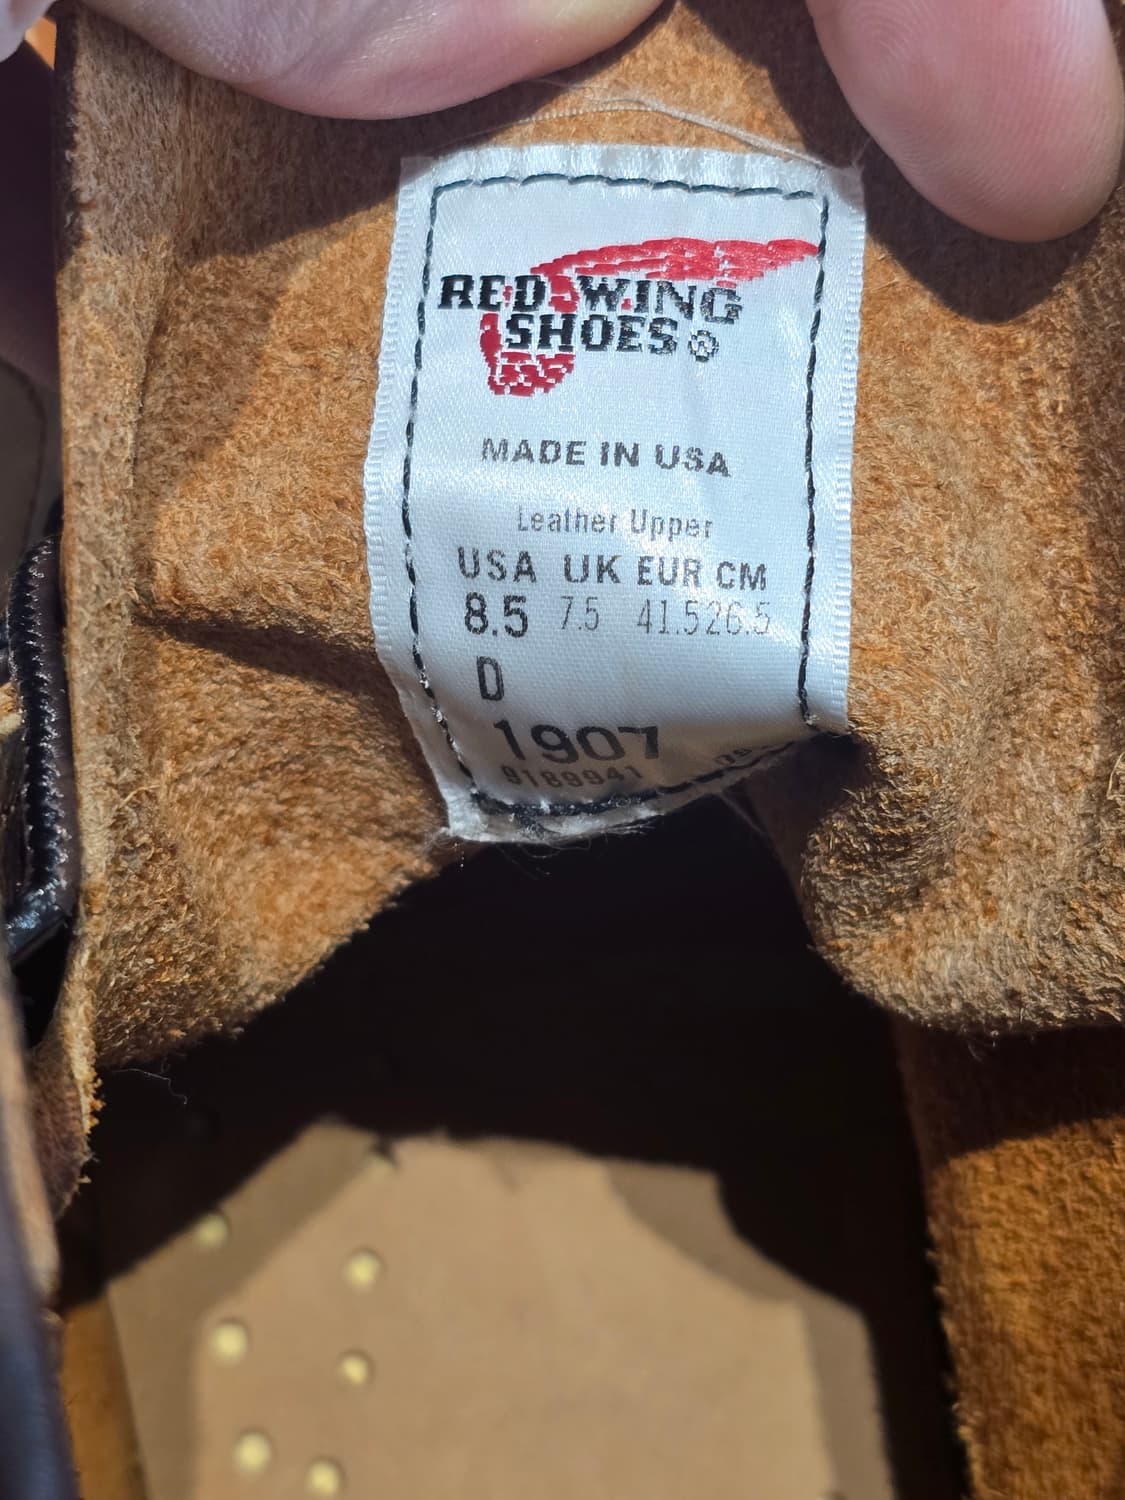 RED WING
SHOES®
MADE IN USA
Leather Upper
USA UK EUR CM
8.5 7.5 41.5 26.5
D
1907
9189941